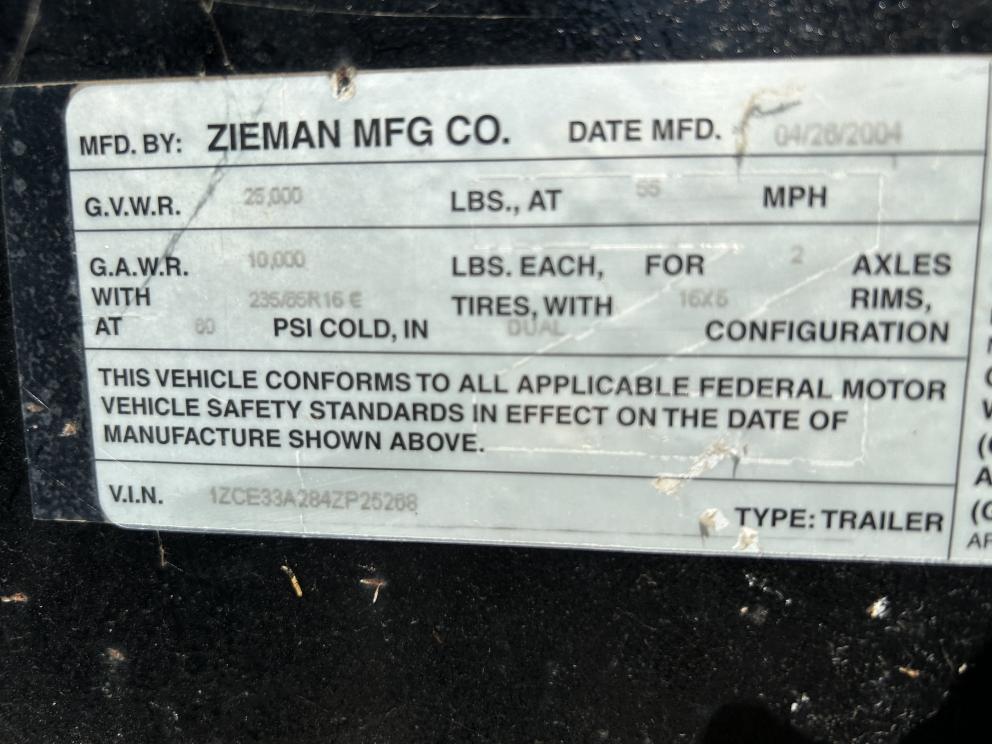 MFD. BY: ZIEMAN MFG CO. DATE MFD. 04/26/2004
G.V.W.R. 25,000 LBS., AT 55 MPH
G.A.W.R. 10,000 LBS. EACH, FOR 2 AXLES
WITH 235/85R16 E TIRES, WITH 16X6 RIMS,
AT 80 PSI COLD, IN DUAL CONFIGURATION
THIS VEHICLE CONFORMS TO ALL APPLICABLE FEDERAL MOTOR
VEHICLE SAFETY STANDARDS IN EFFECT ON THE DATE OF
MANUFACTURE SHOWN ABOVE.
V.I.N. 1ZCE33A284ZP25268 TYPE: TRAILER